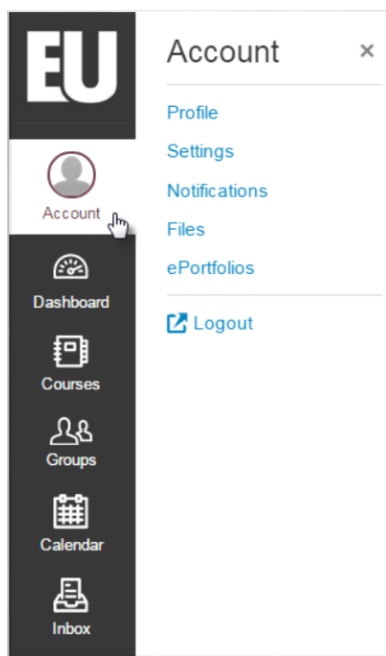 EU
Account
Dashboard
Courses
Groups
Calendar
Inbox
Account ×
Profile
Settings
Notifications
Files
ePortfolios
Logout